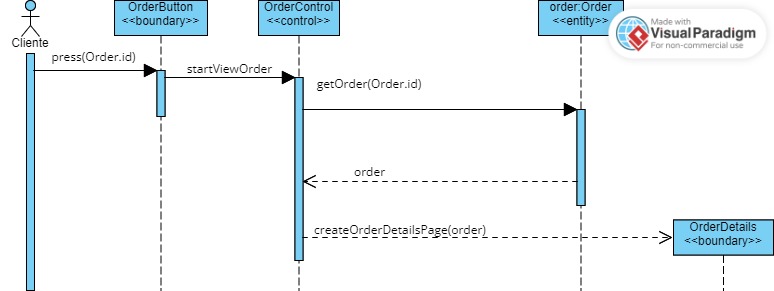 OrderButton
<<boundary>>
OrderControl
<<control>>
order:Order
<<entity>>
Made with
Visual Paradigm
For non-commercial use
Cliente
press(Order.id)
startViewOrder
getOrder(Order.id)
order
createOrderDetailsPage(order)
OrderDetails
<<boundary>>